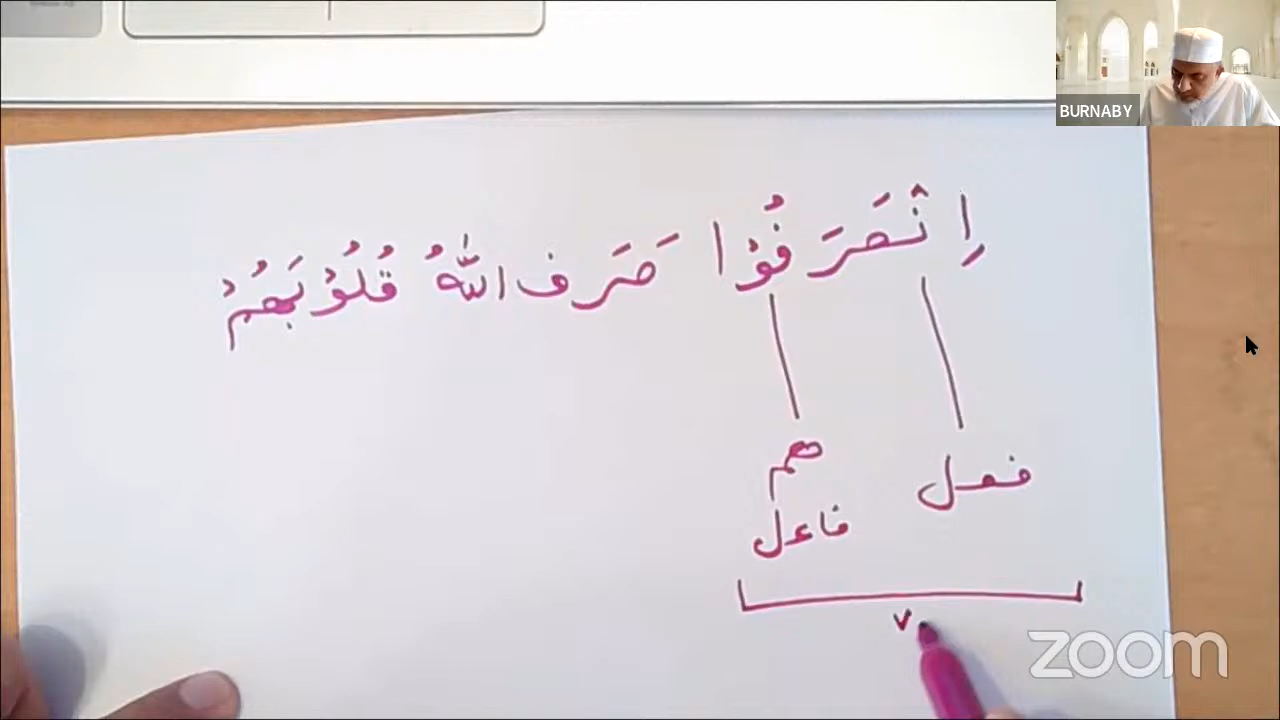 BURNABY
اِنْصَرَفُوْا صَرَف اللّٰهُ قُلُوْبَهُمْ
فعل
هم
فاعل
v
zoom